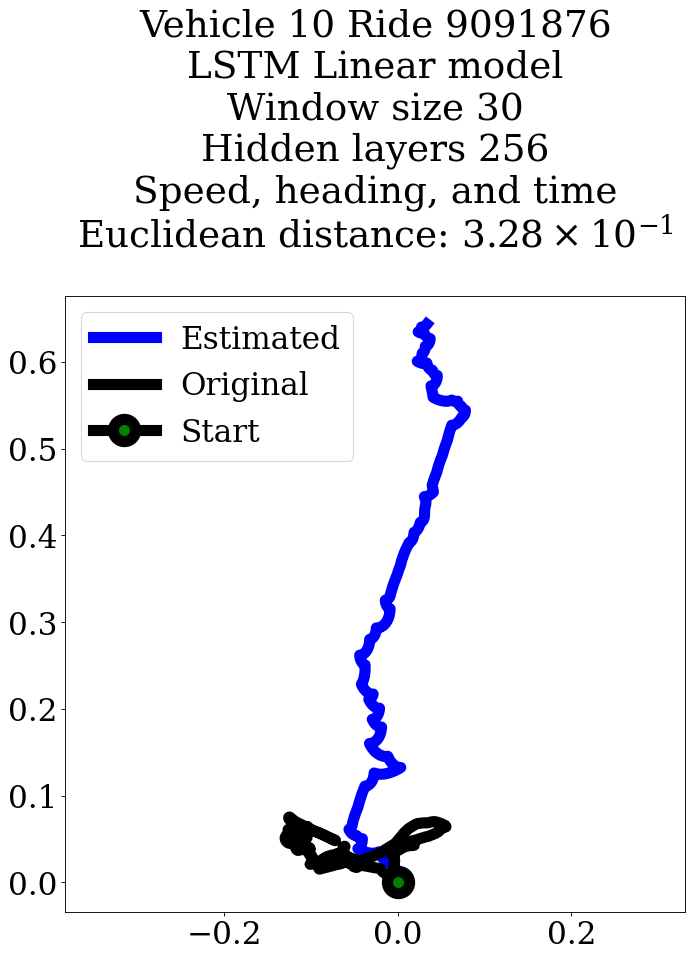 Vehicle 10 Ride 9091876
LSTM Linear model
Window size 30
Hidden layers 256
Speed, heading, and time
Euclidean distance: 3.28 × 10⁻¹
Estimated
Original
Start
0.6
0.5
0.4
0.3
0.2
0.1
0.0
−0.2
0.0
0.2